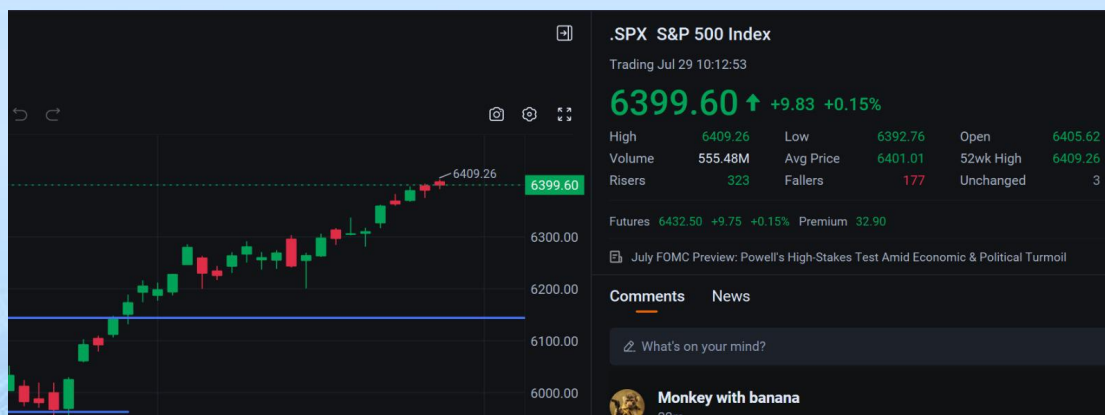 .SPX S&P 500 Index
Trading Jul 29 10:12:53
6399.60 +9.83 +0.15%
High 6409.26 Low 6392.76 Open 6405.62
Volume 555.48M Avg Price 6401.01 52wk High 6409.26
Risers 323 Fallers 177 Unchanged 3
Futures 6432.50 +9.75 +0.15% Premium 32.90
July FOMC Preview: Powell's High-Stakes Test Amid Economic & Political Turmoil
Comments News
What's on your mind?
Monkey with banana
6409.26
6399.60
6300.00
6200.00
6100.00
6000.00